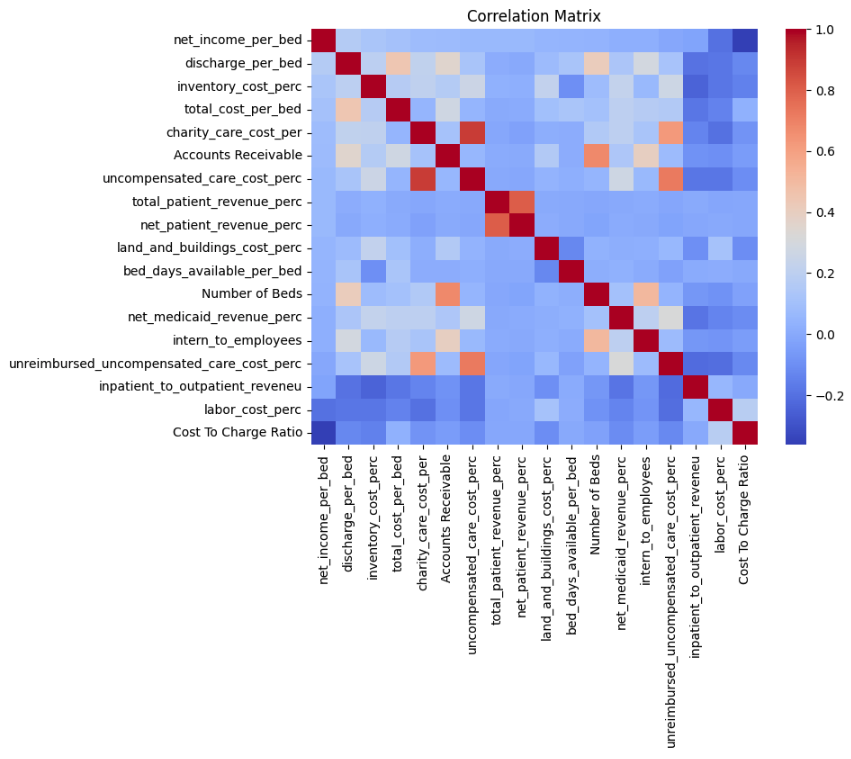 Correlation Matrix
net_income_per_bed
discharge_per_bed
inventory_cost_perc
total_cost_per_bed
charity_care_cost_per
Accounts Receivable
uncompensated_care_cost_perc
total_patient_revenue_perc
net_patient_revenue_perc
land_and_buildings_cost_perc
bed_days_available_per_bed
Number of Beds
net_medicaid_revenue_perc
intern_to_employees
unreimbursed_uncompensated_care_cost_perc
inpatient_to_outpatient_reveneu
labor_cost_perc
Cost To Charge Ratio
1.0
0.8
0.6
0.4
0.2
0.0
−0.2
net_income_per_bed
discharge_per_bed
inventory_cost_perc
total_cost_per_bed
charity_care_cost_per
Accounts Receivable
uncompensated_care_cost_perc
total_patient_revenue_perc
net_patient_revenue_perc
land_and_buildings_cost_perc
bed_days_available_per_bed
Number of Beds
net_medicaid_revenue_perc
intern_to_employees
unreimbursed_uncompensated_care_cost_perc
inpatient_to_outpatient_reveneu
labor_cost_perc
Cost To Charge Ratio